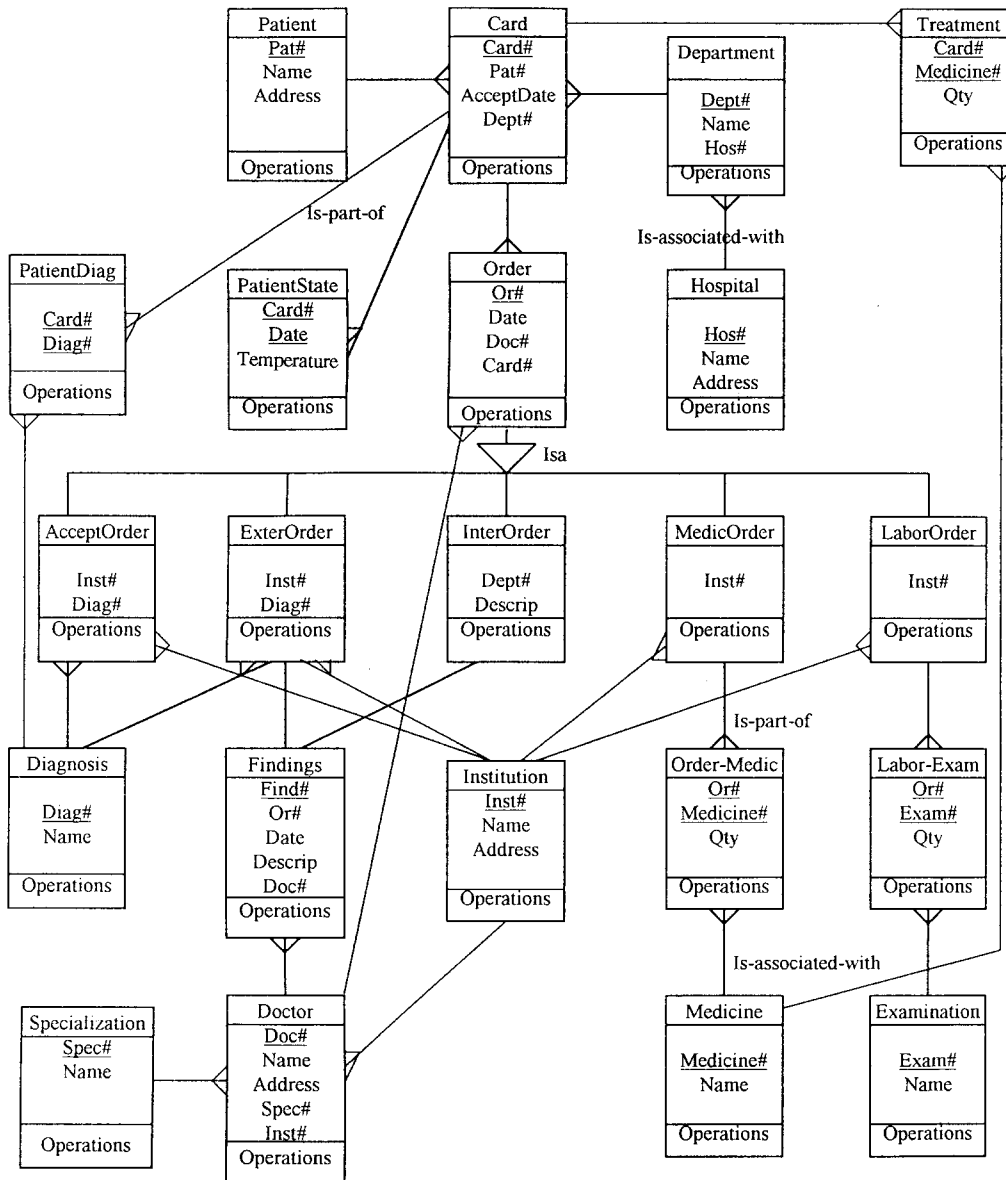 Patient
Pat#
Name
Address
Operations
Card
Card#
Pat#
AcceptDate
Dept#
Operations
Department
Dept#
Name
Hos#
Operations
Treatment
Card#
Medicine#
Qty
Operations
Is-part-of
Is-associated-with
PatientDiag
Card#
Diag#
Operations
PatientState
Card#
Date
Temperature
Operations
Order
Or#
Date
Doc#
Card#
Operations
Hospital
Hos#
Name
Address
Operations
Isa
AcceptOrder
Inst#
Diag#
Operations
ExterOrder
Inst#
Diag#
Operations
InterOrder
Dept#
Descrip
Operations
MedicOrder
Inst#
Operations
LaborOrder
Inst#
Operations
Is-part-of
Diagnosis
Diag#
Name
Operations
Findings
Find#
Or#
Date
Descrip
Doc#
Operations
Institution
Inst#
Name
Address
Operations
Order-Medic
Or#
Medicine#
Qty
Operations
Labor-Exam
Or#
Exam#
Qty
Operations
Is-associated-with
Specialization
Spec#
Name
Operations
Doctor
Doc#
Name
Address
Spec#
Inst#
Operations
Medicine
Medicine#
Name
Operations
Examination
Exam#
Name
Operations